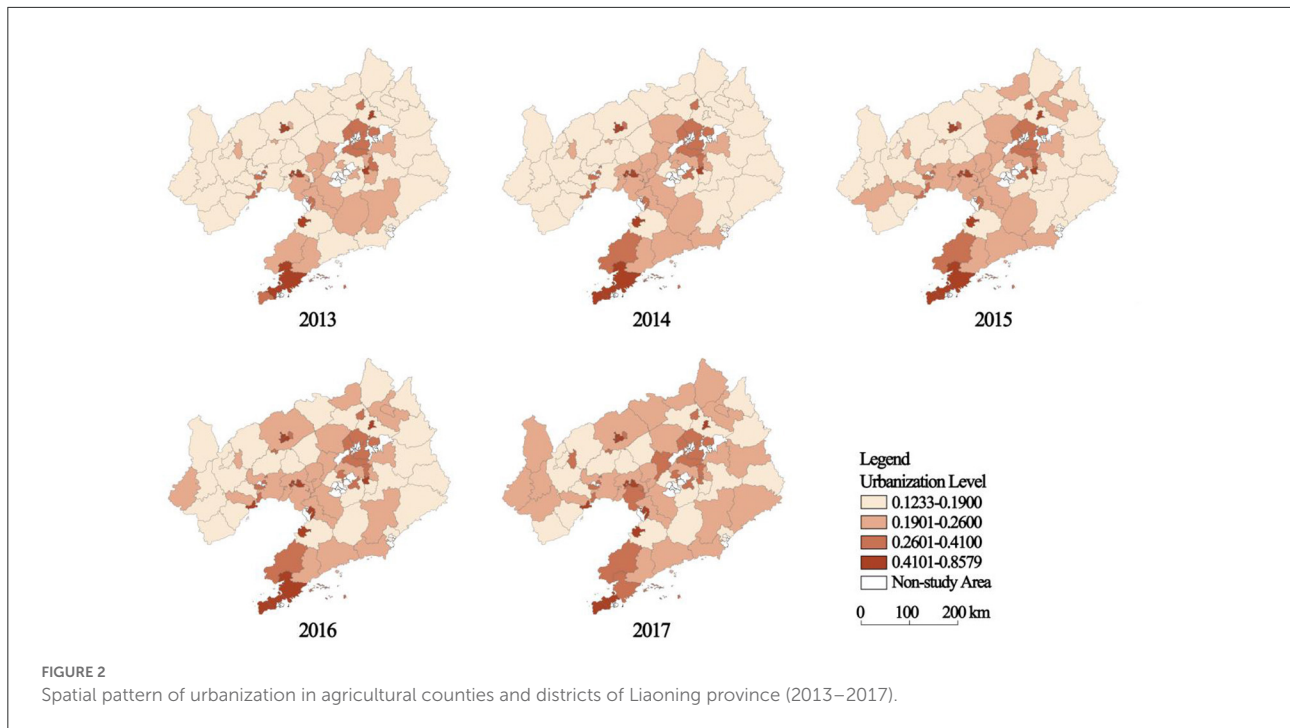 2013
2014
2015
2016
2017
Legend
Urbanization Level
0.1233-0.1900
0.1901-0.2600
0.2601-0.4100
0.4101-0.8579
Non-study Area
0 100 200 km
FIGURE 2
Spatial pattern of urbanization in agricultural counties and districts of Liaoning province (2013–2017).